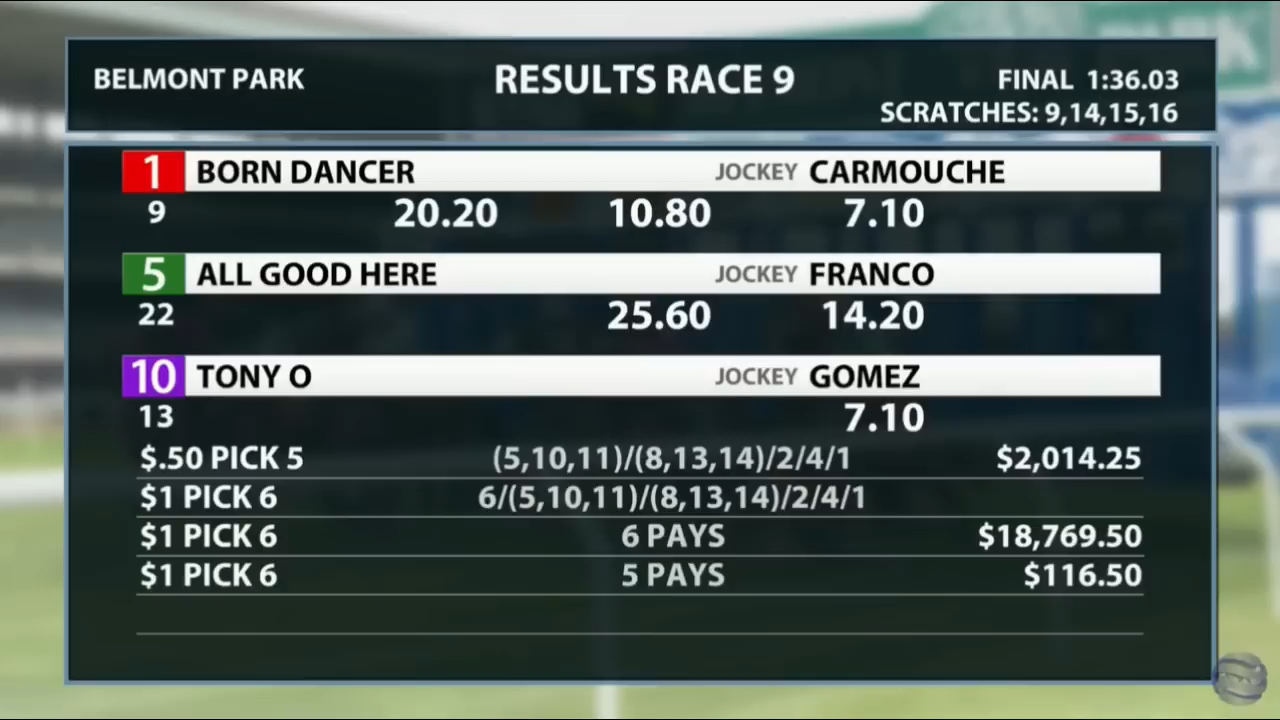 BELMONT PARK
RESULTS RACE 9
FINAL 1:36.03
SCRATCHES: 9,14,15,16
1 BORN DANCER JOCKEY CARMOUCHE
9 20.20 10.80 7.10
5 ALL GOOD HERE JOCKEY FRANCO
22 25.60 14.20
10 TONY O JOCKEY GOMEZ
13 7.10
$.50 PICK 5 (5,10,11)/(8,13,14)/2/4/1 $2,014.25
$1 PICK 6 6/(5,10,11)/(8,13,14)/2/4/1
$1 PICK 6 6 PAYS $18,769.50
$1 PICK 6 5 PAYS $116.50